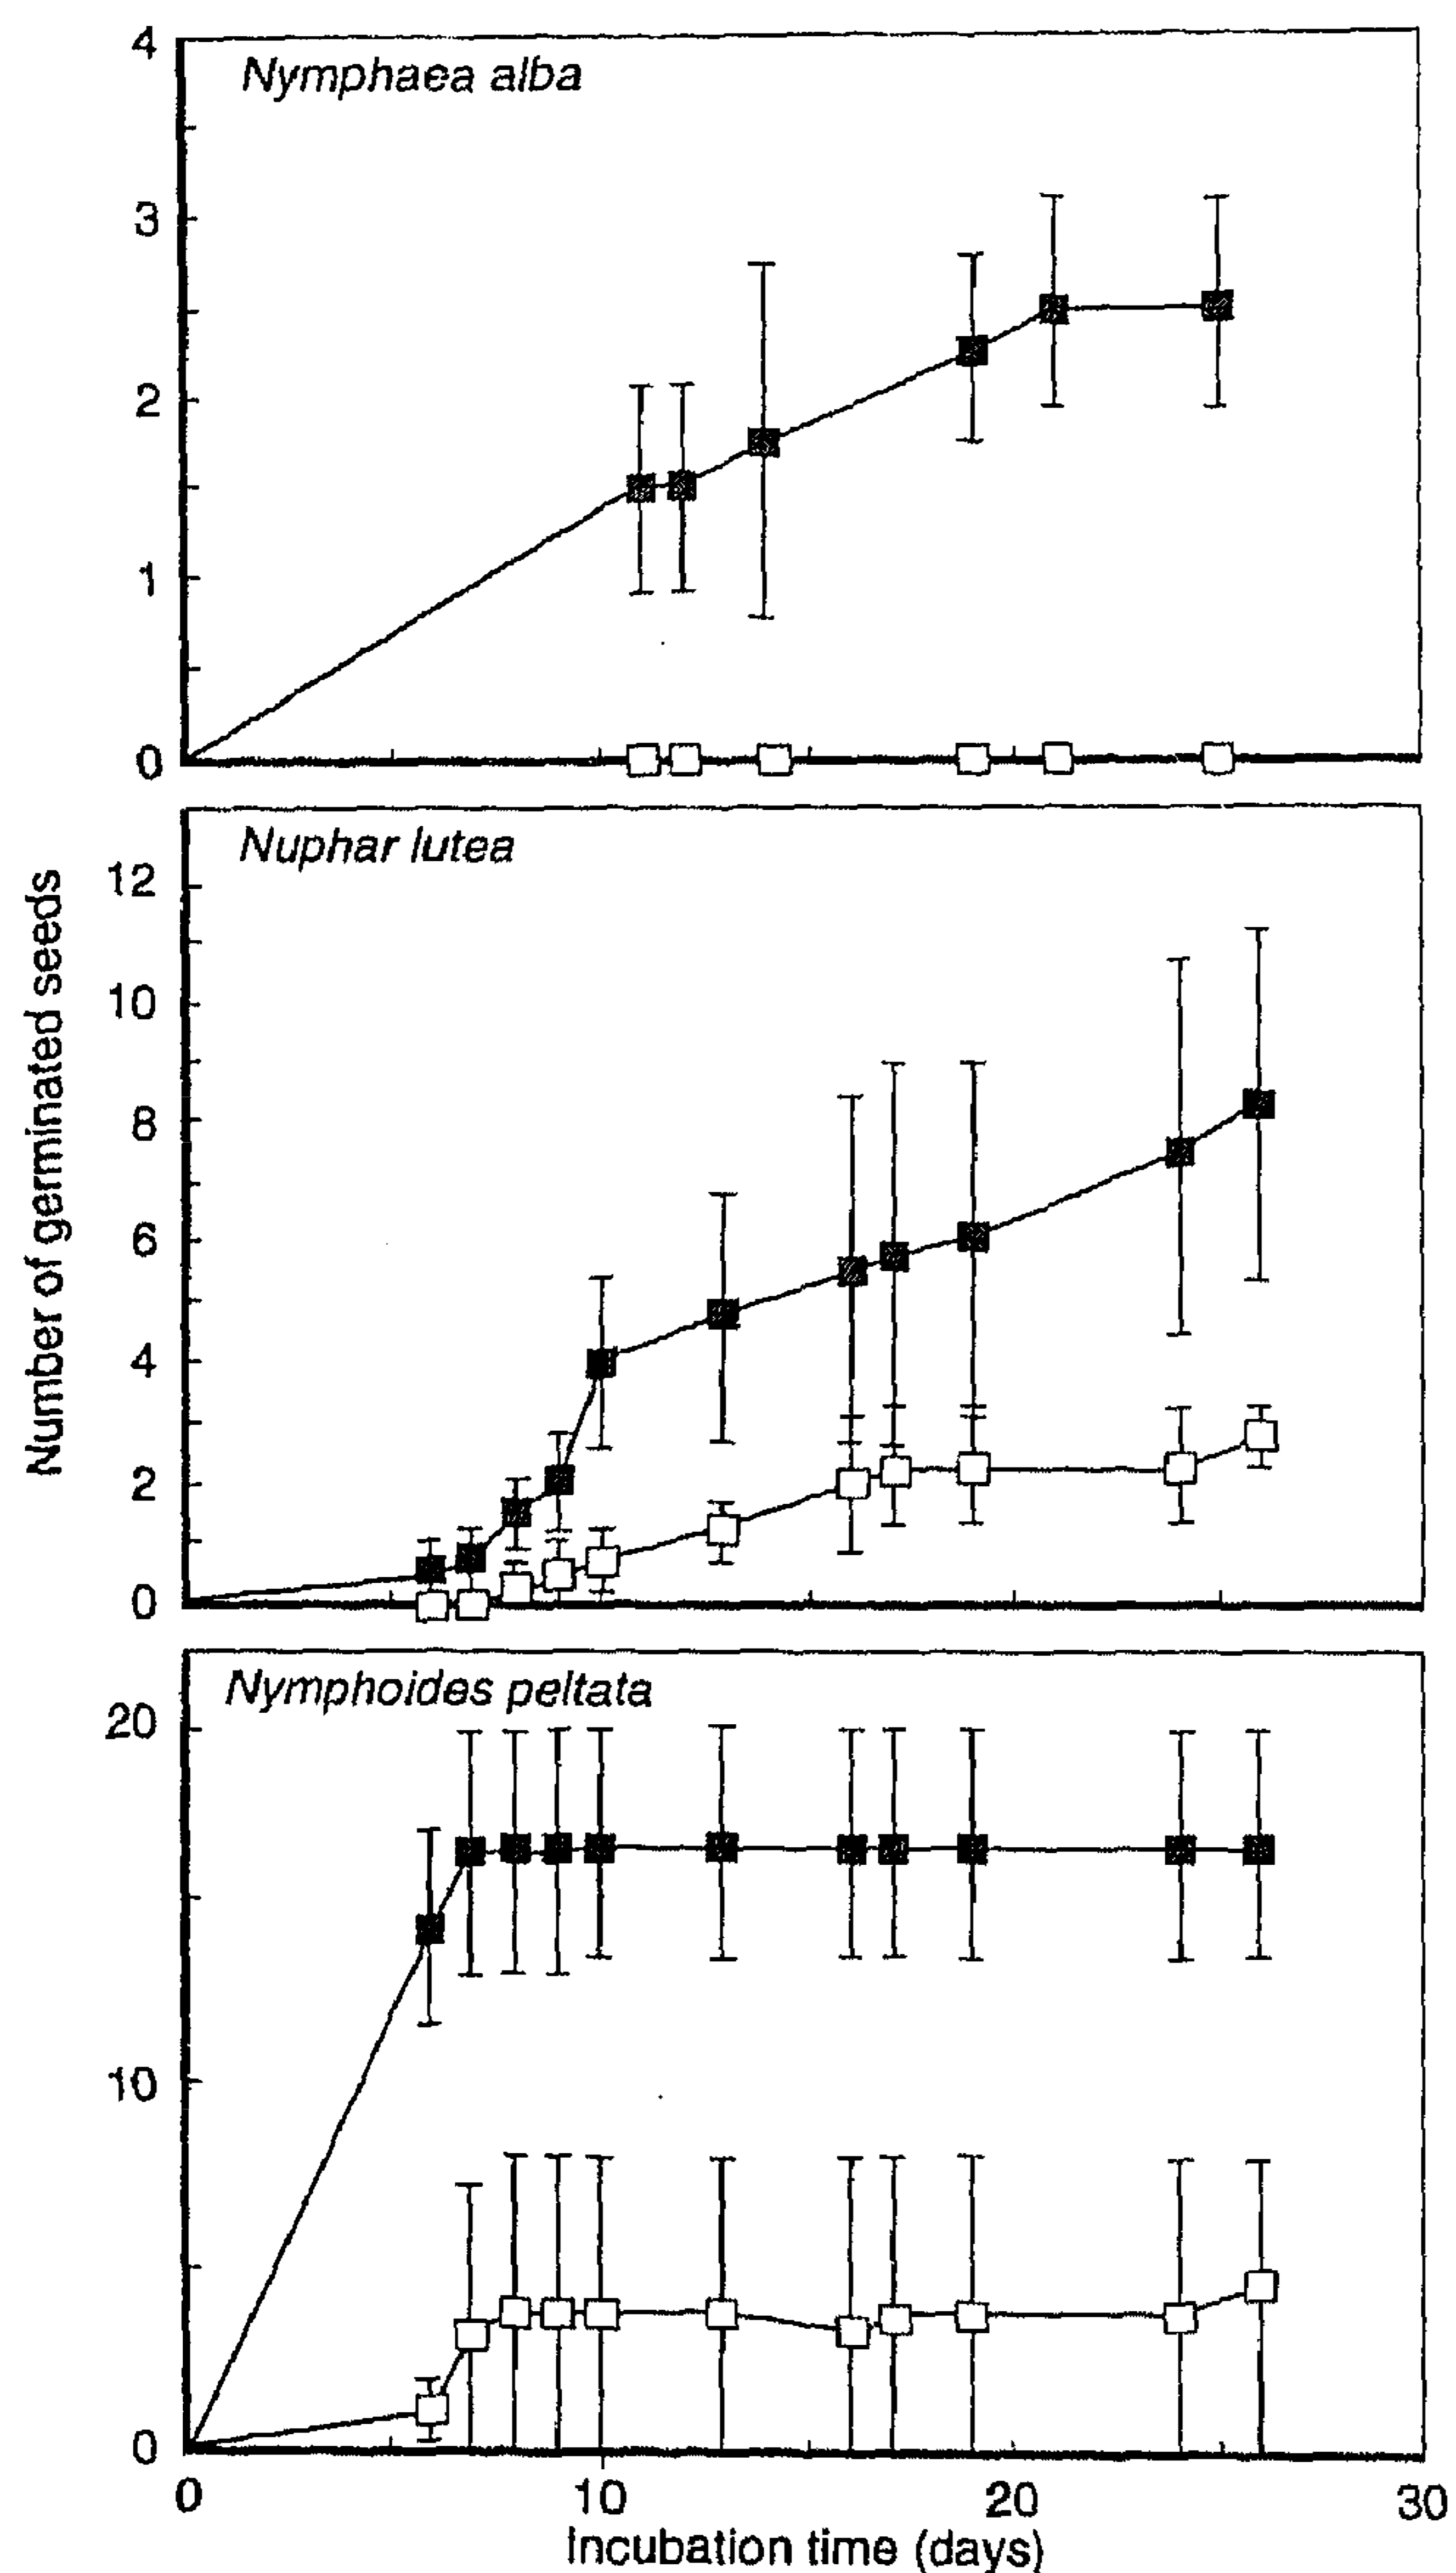 4
Nymphaea alba
3
2
1
0
Nuphar lutea
12
10
8
6
4
2
0
Number of germinated seeds
Nymphoides peltata
20
10
0
0 10 20 30
Incubation time (days)